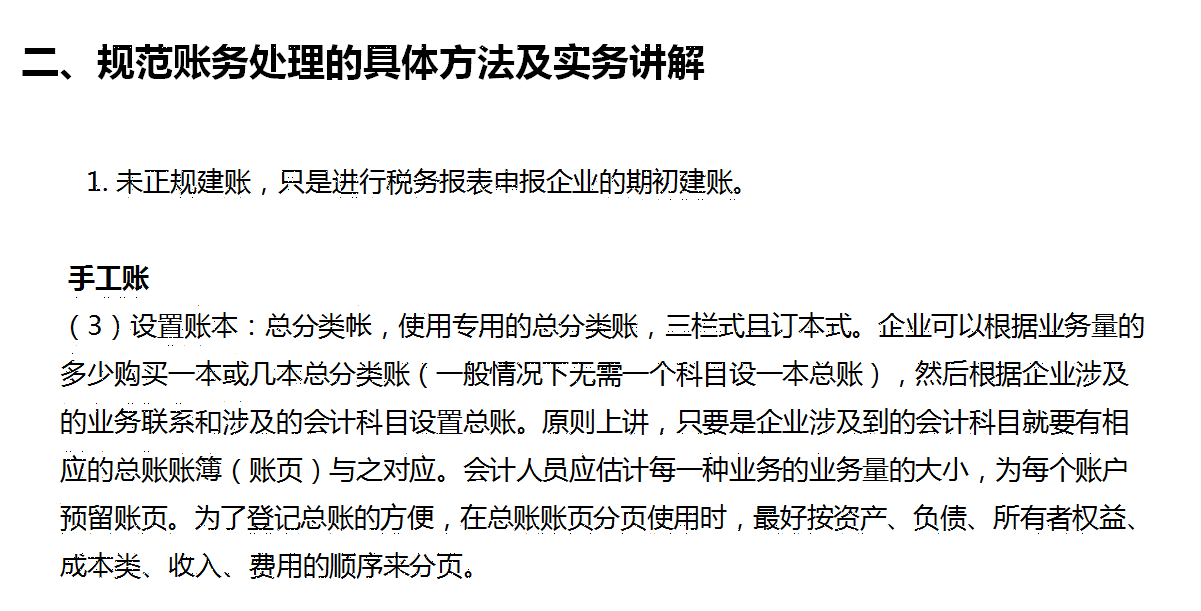 二、规范账务处理的具体方法及实务讲解
1. 未正规建账，只是进行税务报表申报企业的期初建账。
手工账
（3）设置账本：总分类帐，使用专用的总分类账，三栏式且订本式。企业可以根据业务量的
多少购买一本或几本总分类账（一般情况下无需一个科目设一本总账），然后根据企业涉及
的业务联系和涉及的会计科目设置总账。原则上讲，只要是企业涉及到的会计科目就要有相
应的总账账簿（账页）与之对应。会计人员应估计每一种业务的业务量的大小，为每个账户
预留账页。为了登记总账的方便，在总账账页分页使用时，最好按资产、负债、所有者权益、
成本类、收入、费用的顺序来分页。